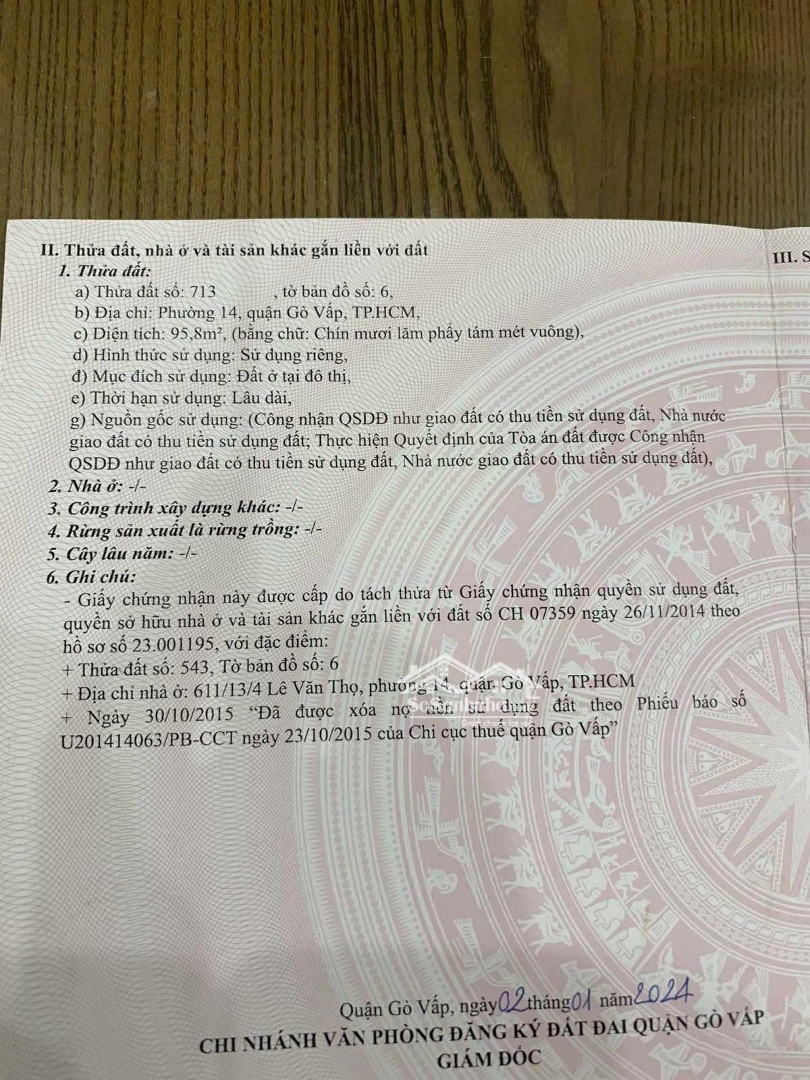 II. Thửa đất, nhà ở và tài sản khác gắn liền với đất
1. Thửa đất:
a) Thửa đất số: 713 , tờ bản đồ số: 6,
b) Địa chỉ: Phường 14, quận Gò Vấp, TP.HCM,
c) Diện tích: 95,8m², (bằng chữ: Chín mươi lăm phẩy tám mét vuông),
d) Hình thức sử dụng: Sử dụng riêng,
đ) Mục đích sử dụng: Đất ở tại đô thị,
e) Thời hạn sử dụng: Lâu dài,
g) Nguồn gốc sử dụng: (Công nhận QSDĐ như giao đất có thu tiền sử dụng đất, Nhà nước
giao đất có thu tiền sử dụng đất; Thực hiện Quyết định của Tòa án đất được Công nhận
QSDĐ như giao đất có thu tiền sử dụng đất, Nhà nước giao đất có thu tiền sử dụng đất),
2. Nhà ở: -/-
3. Công trình xây dựng khác: -/-
4. Rừng sản xuất là rừng trồng: -/-
5. Cây lâu năm: -/-
6. Ghi chú:
- Giấy chứng nhận này được cấp do tách thửa từ Giấy chứng nhận quyền sử dụng đất,
quyền sở hữu nhà ở và tài sản khác gắn liền với đất số CH 07359 ngày 26/11/2014 theo
hồ sơ số 23.001195, với đặc điểm:
+ Thửa đất số: 543, Tờ bản đồ số: 6
+ Địa chỉ nhà ở: 611/13/4 Lê Văn Thọ, phường 14, quận Gò Vấp, TP.HCM
+ Ngày 30/10/2015 “Đã được xóa nợ tiền sử dụng đất theo Phiếu báo số
U201414063/PB-CCT ngày 23/10/2015 của Chi cục thuế quận Gò Vấp”
Quận Gò Vấp, ngày 02 tháng 01 năm 2024
CHI NHÁNH VĂN PHÒNG ĐĂNG KÝ ĐẤT ĐAI QUẬN GÒ VẤP
GIÁM ĐỐC
III. S